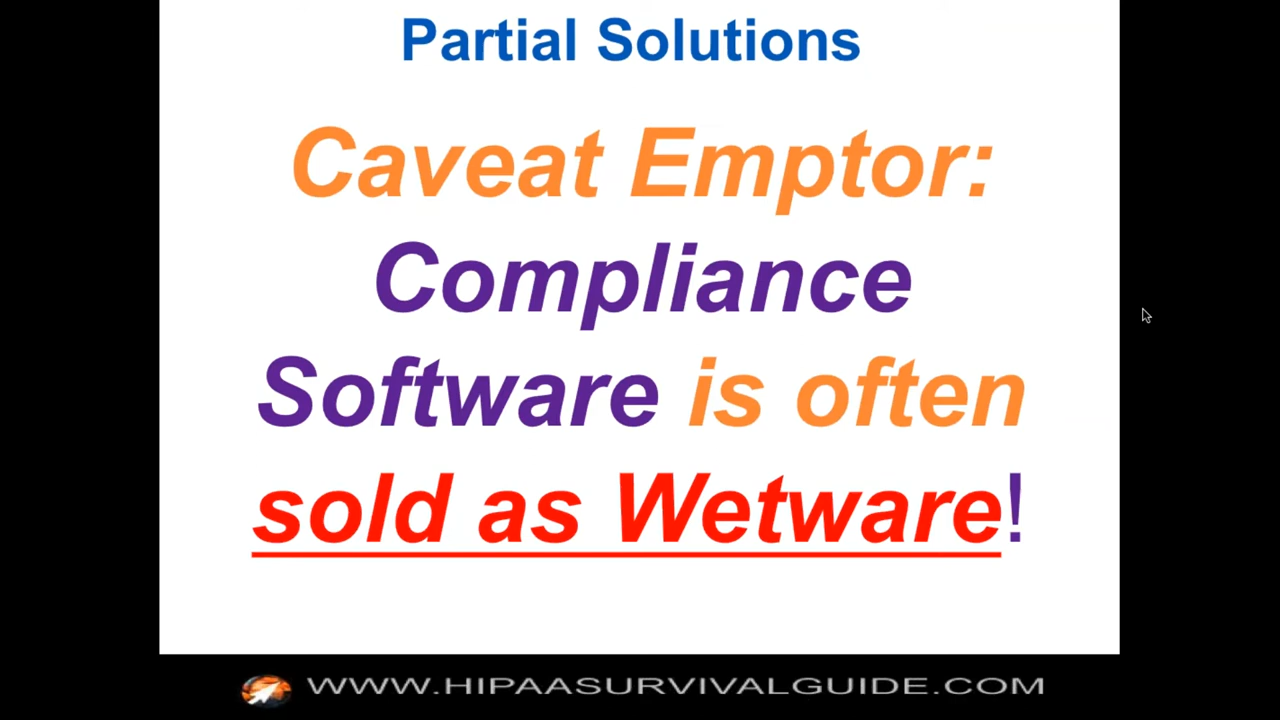 Partial Solutions
Caveat Emptor:
Compliance
Software is often
sold as Wetware!
WWW.HIPAASURVIVALGUIDE.COM